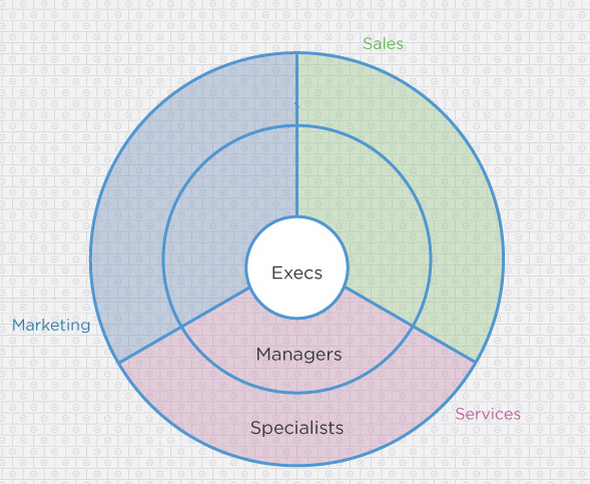 Sales
Execs
Marketing
Managers
Services
Specialists